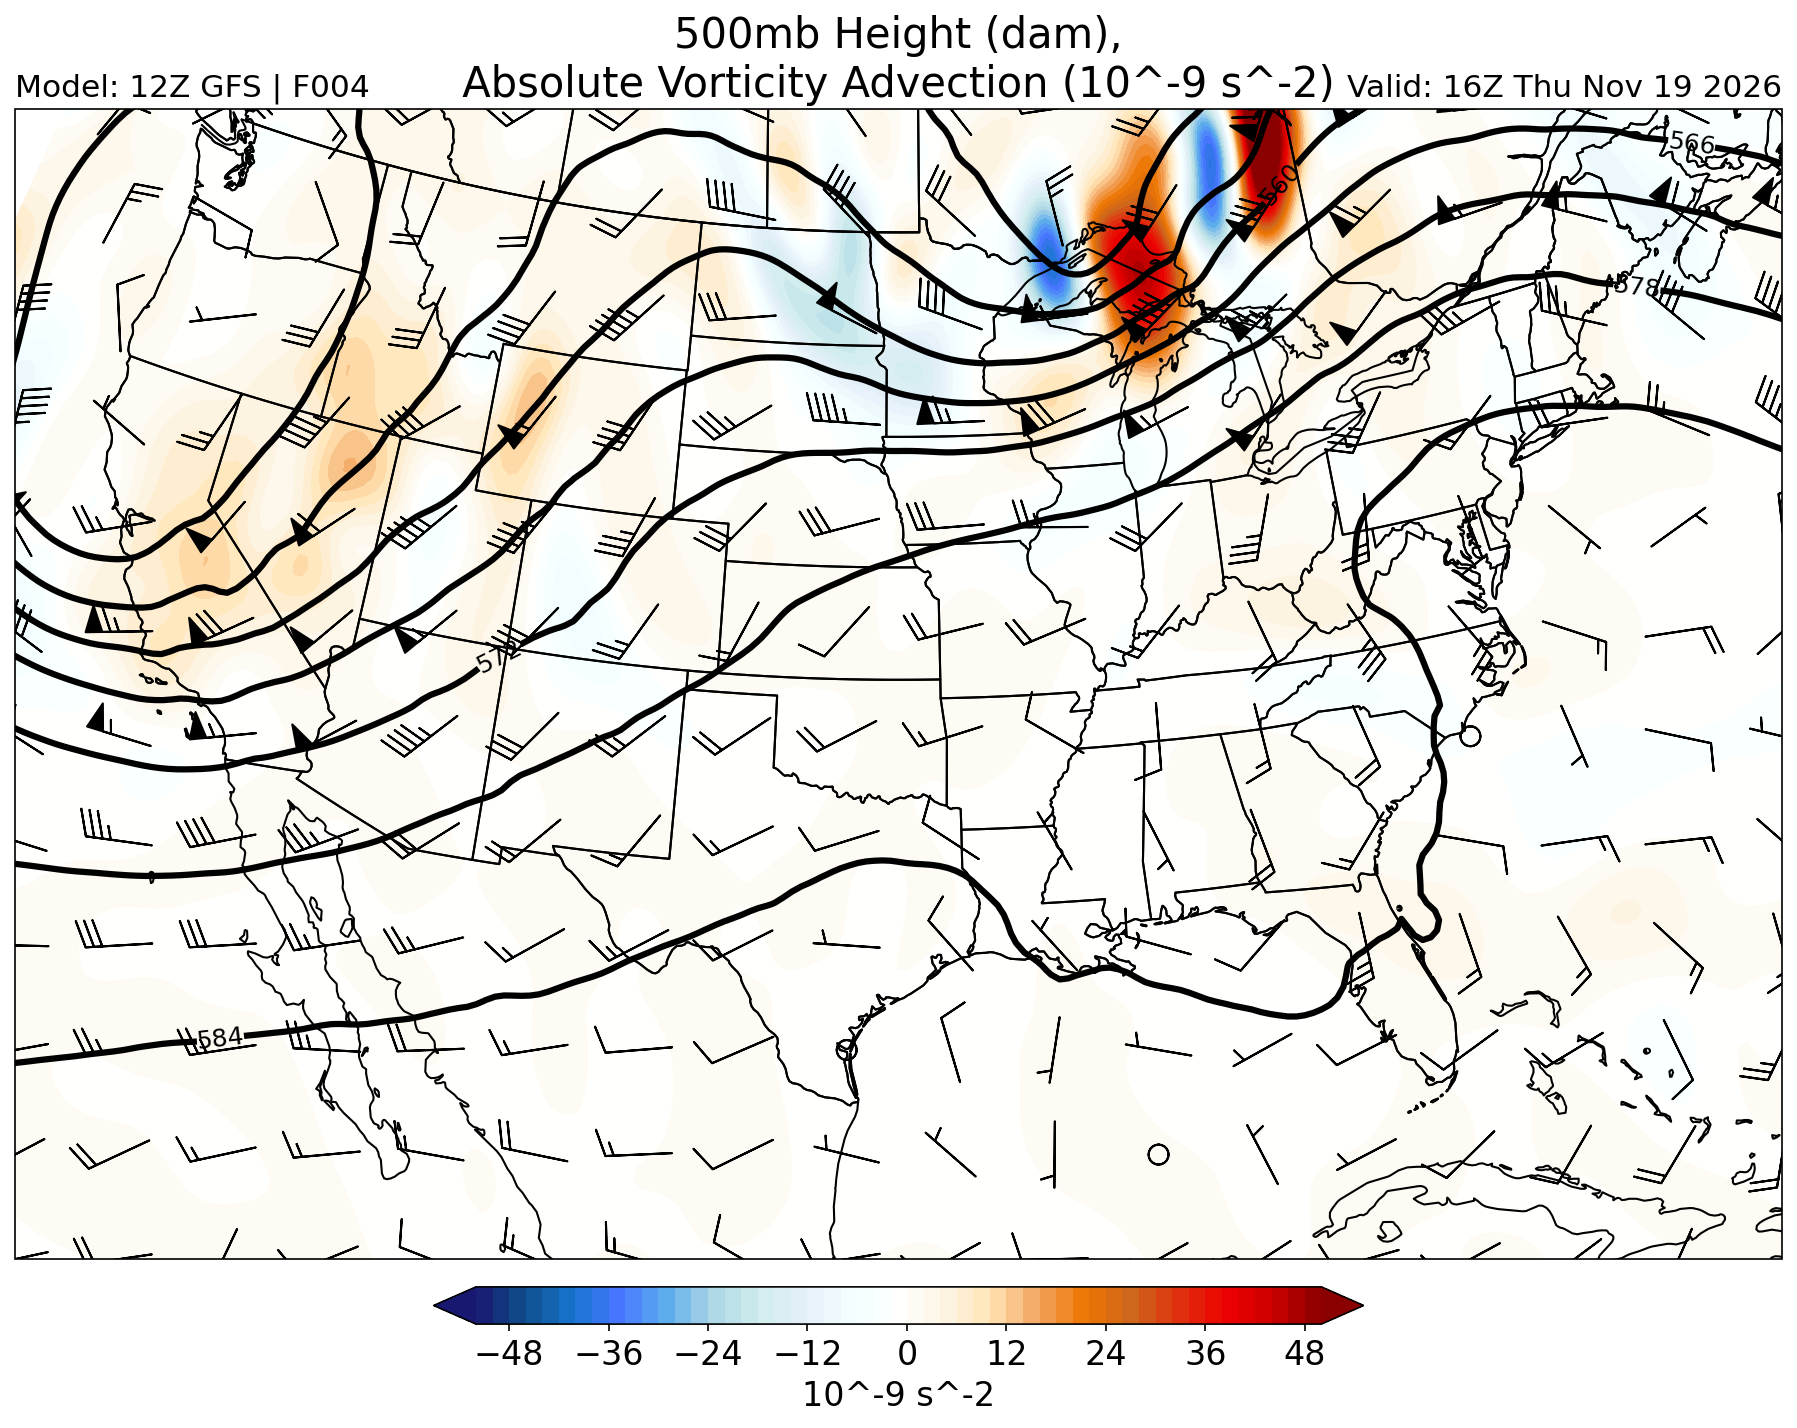 500mb Height (dam),
Model: 12Z GFS | F004
Absolute Vorticity Advection (10^-9 s^-2)
Valid: 16Z Thu Nov 19 2026
566
560
578
572
584
−48 −36 −24 −12 0 12 24 36 48
10^-9 s^-2